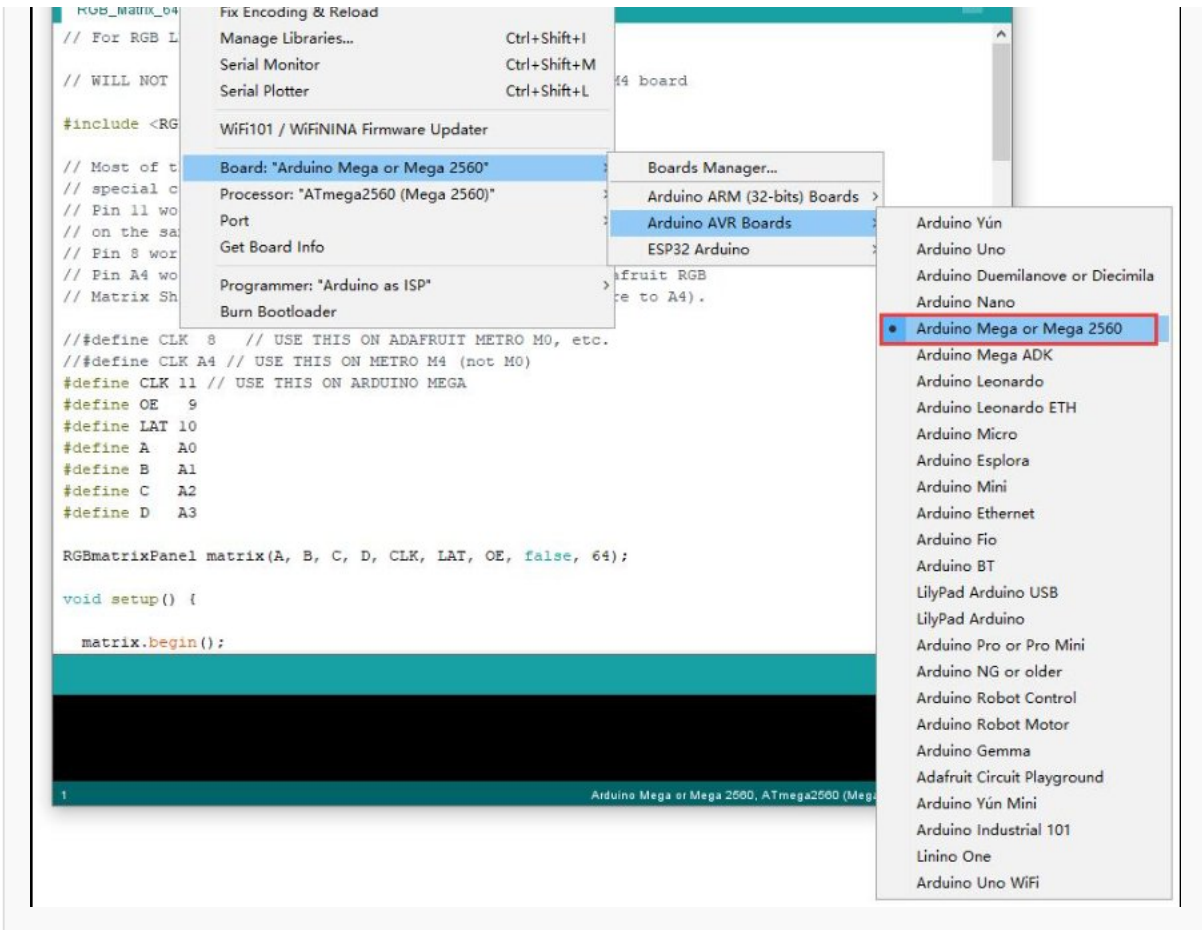 RGB_Matrix_64
Fix Encoding & Reload
Manage Libraries... Ctrl+Shift+I
Serial Monitor Ctrl+Shift+M
Serial Plotter Ctrl+Shift+L
WiFi101 / WiFiNINA Firmware Updater
Board: "Arduino Mega or Mega 2560"
Processor: "ATmega2560 (Mega 2560)"
Port
Get Board Info
Programmer: "Arduino as ISP"
Burn Bootloader
Boards Manager...
Arduino ARM (32-bits) Boards
Arduino AVR Boards
ESP32 Arduino
Arduino Yún
Arduino Uno
Arduino Duemilanove or Diecimila
Arduino Nano
Arduino Mega or Mega 2560
Arduino Mega ADK
Arduino Leonardo
Arduino Leonardo ETH
Arduino Micro
Arduino Esplora
Arduino Mini
Arduino Ethernet
Arduino Fio
Arduino BT
LilyPad Arduino USB
LilyPad Arduino
Arduino Pro or Pro Mini
Arduino NG or older
Arduino Robot Control
Arduino Robot Motor
Arduino Gemma
Adafruit Circuit Playground
Arduino Yún Mini
Arduino Industrial 101
Linino One
Arduino Uno WiFi
// For RGB L
// WILL NOT M4 board
#include <RG
// Most of t
// special c
// Pin 11 wo
// on the sa
// Pin 8 wor
// Pin A4 wo afruit RGB
// Matrix Sh re to A4).
//#define CLK 8 // USE THIS ON ADAFRUIT METRO M0, etc.
//#define CLK A4 // USE THIS ON METRO M4 (not M0)
#define CLK 11 // USE THIS ON ARDUINO MEGA
#define OE 9
#define LAT 10
#define A A0
#define B A1
#define C A2
#define D A3
RGBmatrixPanel matrix(A, B, C, D, CLK, LAT, OE, false, 64);
void setup() {
matrix.begin();
1 Arduino Mega or Mega 2560, ATmega2560 (Mega